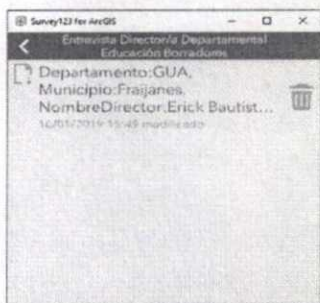 Survey123 for ArcGIS
Entrevista Director/a Departamental
Educación Borradores
Departamento:GUA,
Municipio:Fraijanes,
NombreDirector:Erick Bautist...
16/01/2019 15:49 modificado